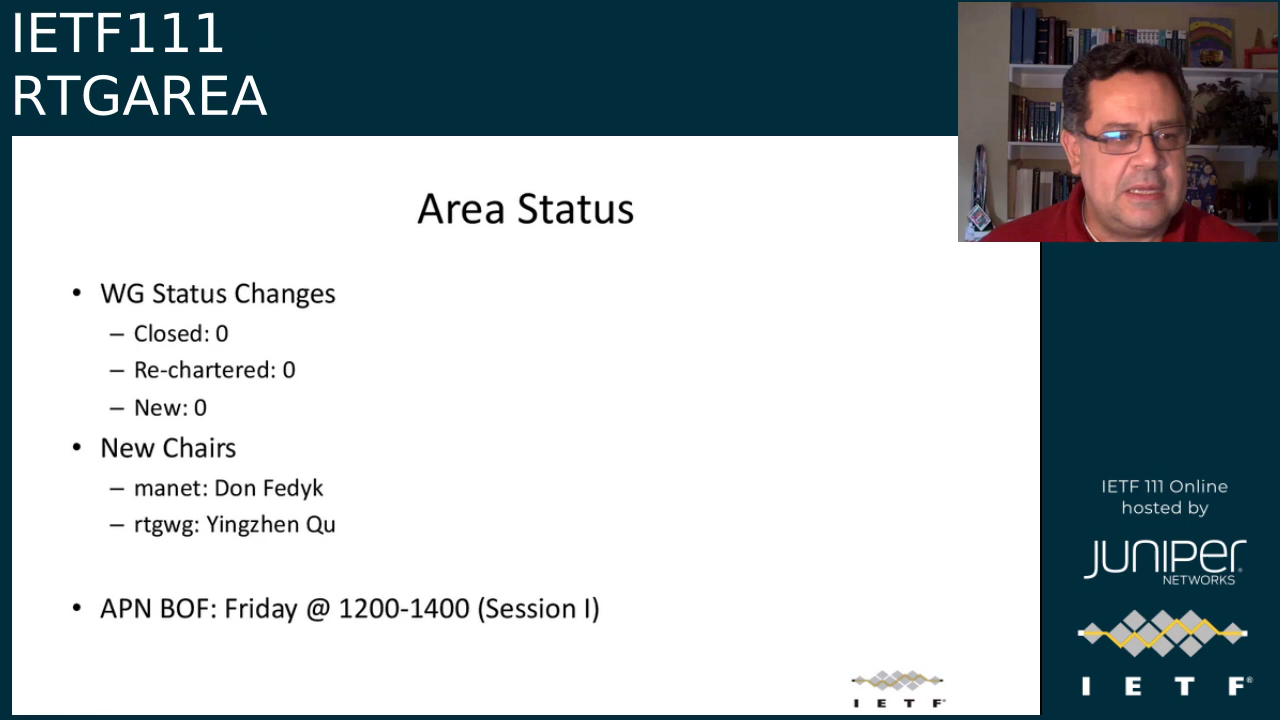 IETF111
RTGAREA
Area Status
• WG Status Changes
– Closed: 0
– Re-chartered: 0
– New: 0
• New Chairs
– manet: Don Fedyk
– rtgwg: Yingzhen Qu
• APN BOF: Friday @ 1200-1400 (Session I)
I E T F®
IETF 111 Online
hosted by
JUNIPER®
NETWORKS
I E T F®